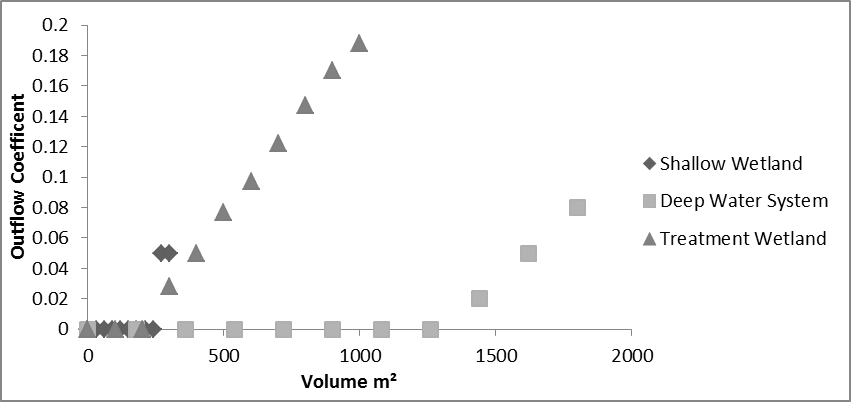 0.2
0.18
0.16
0.14
0.12
0.1
0.08
0.06
0.04
0.02
0
Outflow Coefficent
0 500 1000 1500 2000
Volume m²
Shallow Wetland
Deep Water System
Treatment Wetland